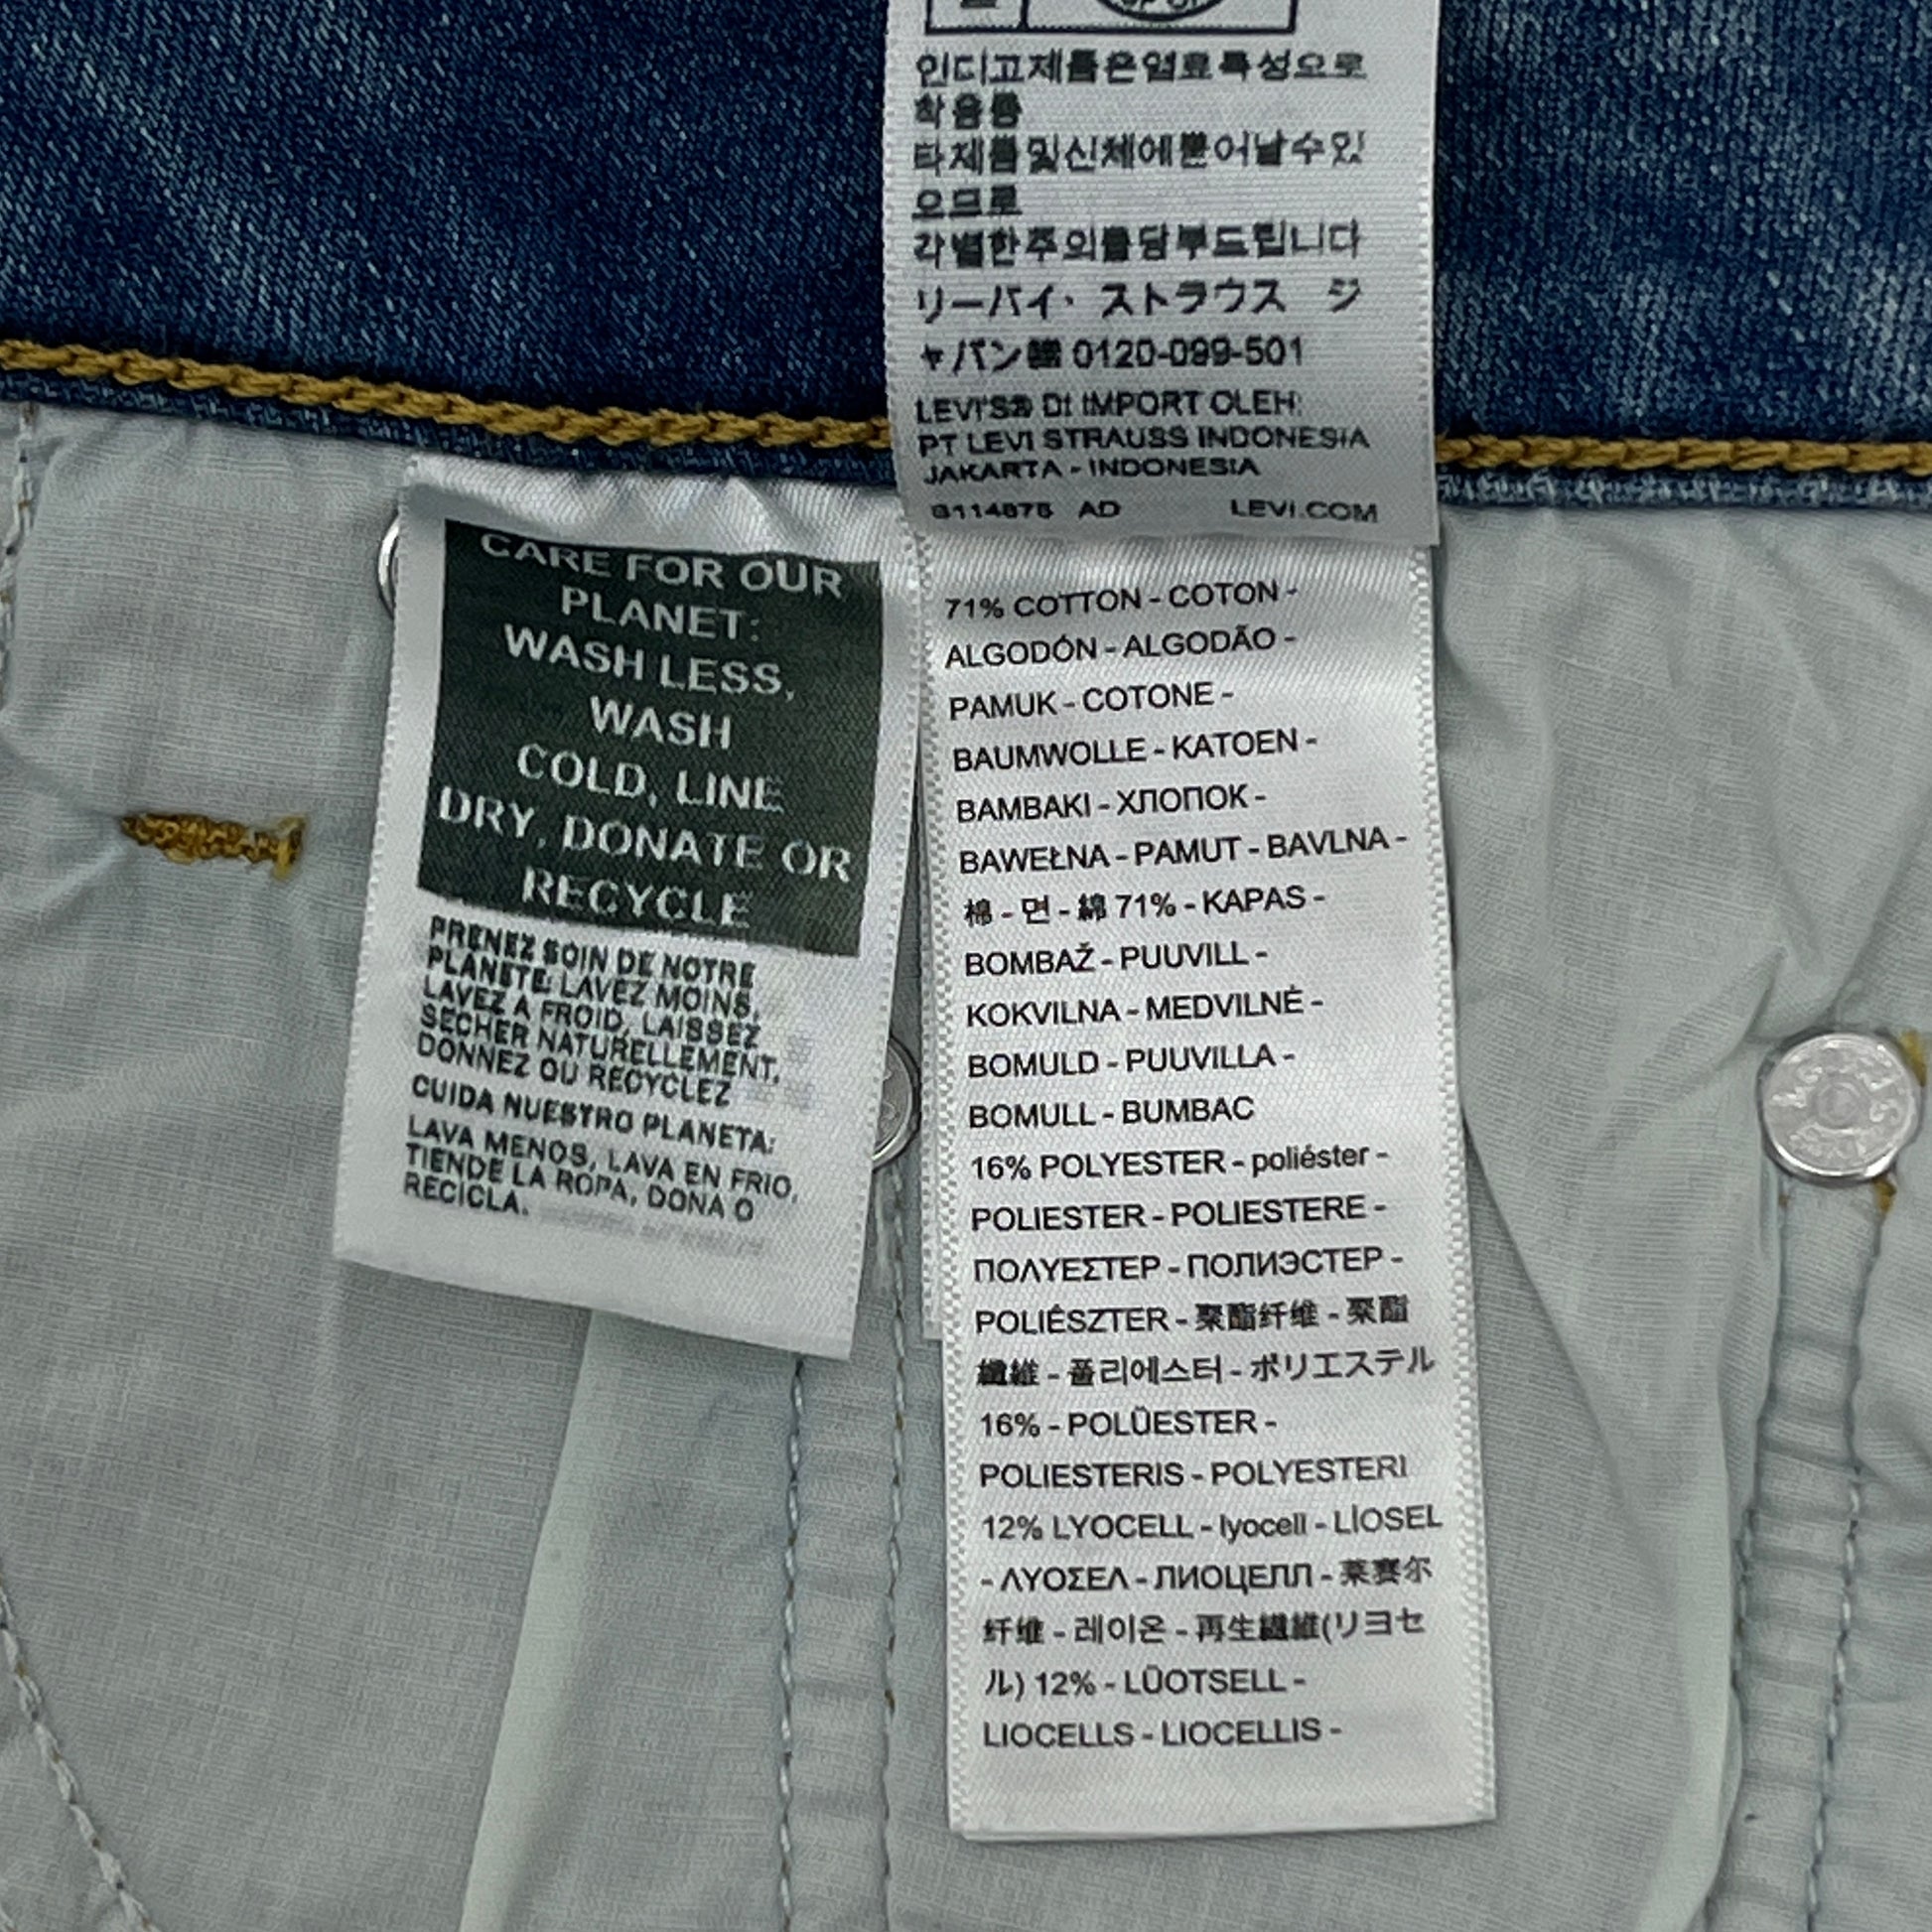 인디고제품은염료특성으로
착용중
타제품및신체에묻어날수있
으므로
각별한주의를당부드립니다
リーバイ・ストラウス ジ
ャパン㈱ 0120-099-501
LEVI'S® DI IMPORT OLEH:
PT LEVI STRAUSS INDONESIA
JAKARTA - INDONESIA
AD LEVI.COM
CARE FOR OUR
PLANET:
WASH LESS,
WASH
COLD, LINE
DRY, DONATE OR
RECYCLE
PRENEZ SOIN DE NOTRE
PLANÈTE: LAVEZ MOINS,
LAVEZ À FROID, LAISSEZ
SÉCHER NATURELLEMENT,
DONNEZ OU RECYCLEZ
CUIDA NUESTRO PLANETA:
LAVA MENOS, LAVA EN FRIO,
TIENDE LA ROPA, DONA O
RECICLA.
71% COTTON - COTON -
ALGODÓN - ALGODÃO -
PAMUK - COTONE -
BAUMWOLLE - KATOEN -
BAMBAKI - ХЛОПОК -
BAWEŁNA - PAMUT - BAVLNA -
棉 - 면 - 綿 71% - KAPAS -
BOMBAŽ - PUUVILL -
KOKVILNA - MEDVILNĖ -
BOMULD - PUUVILLA -
BOMULL - BUMBAC
16% POLYESTER - poliéster -
POLIESTER - POLIESTERE -
ΠΟΛΥΕΣΤΕΡ - ПОЛИЭСТЕР -
POLIÉSZTER - 聚酯纤维 - 聚酯
纖維 - 폴리에스터 - ポリエステル
16% - POLÜESTER -
POLIESTERIS - POLYESTERI
12% LYOCELL - lyocell - LİOSEL
- ΛΥΟΣΕΛ - ЛИОЦЕЛЛ - 莱赛尔
纤维 - 레이온 - 再生繊維(リヨセ
ル) 12% - LÜOTSELL -
LIOCELLS - LIOCELLIS -